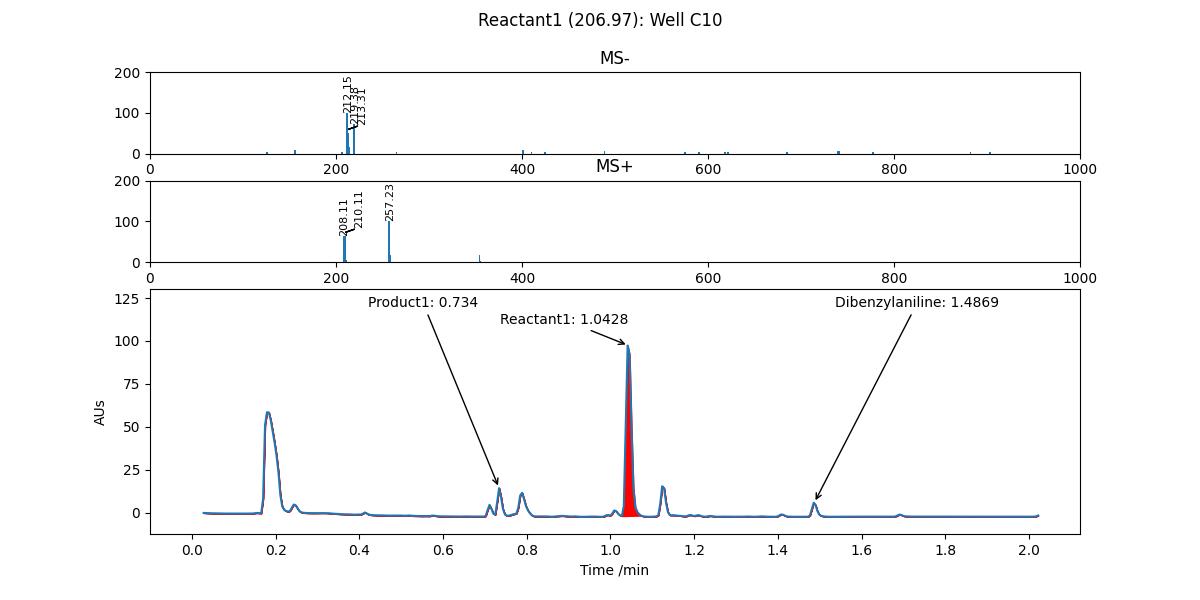 Reactant1 (206.97): Well C10
MS-
200
100
0
212.15
219.38
213.31
0 200 400 600 800 1000
MS+
200
100
0
208.11
210.11
257.23
0 200 400 600 800 1000
Product1: 0.734
Reactant1: 1.0428
Dibenzylaniline: 1.4869
125
100
75
50
25
0
AUs
0.0 0.2 0.4 0.6 0.8 1.0 1.2 1.4 1.6 1.8 2.0
Time /min